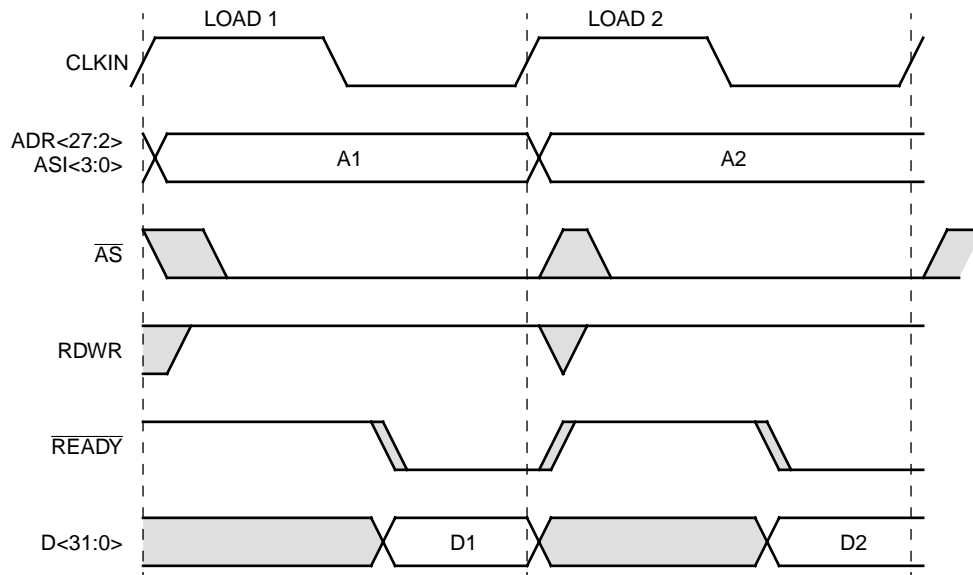 LOAD 1 LOAD 2
CLKIN
ADR<27:2>
ASI<3:0>
A1 A2
AS
RDWR
READY
D<31:0> D1 D2